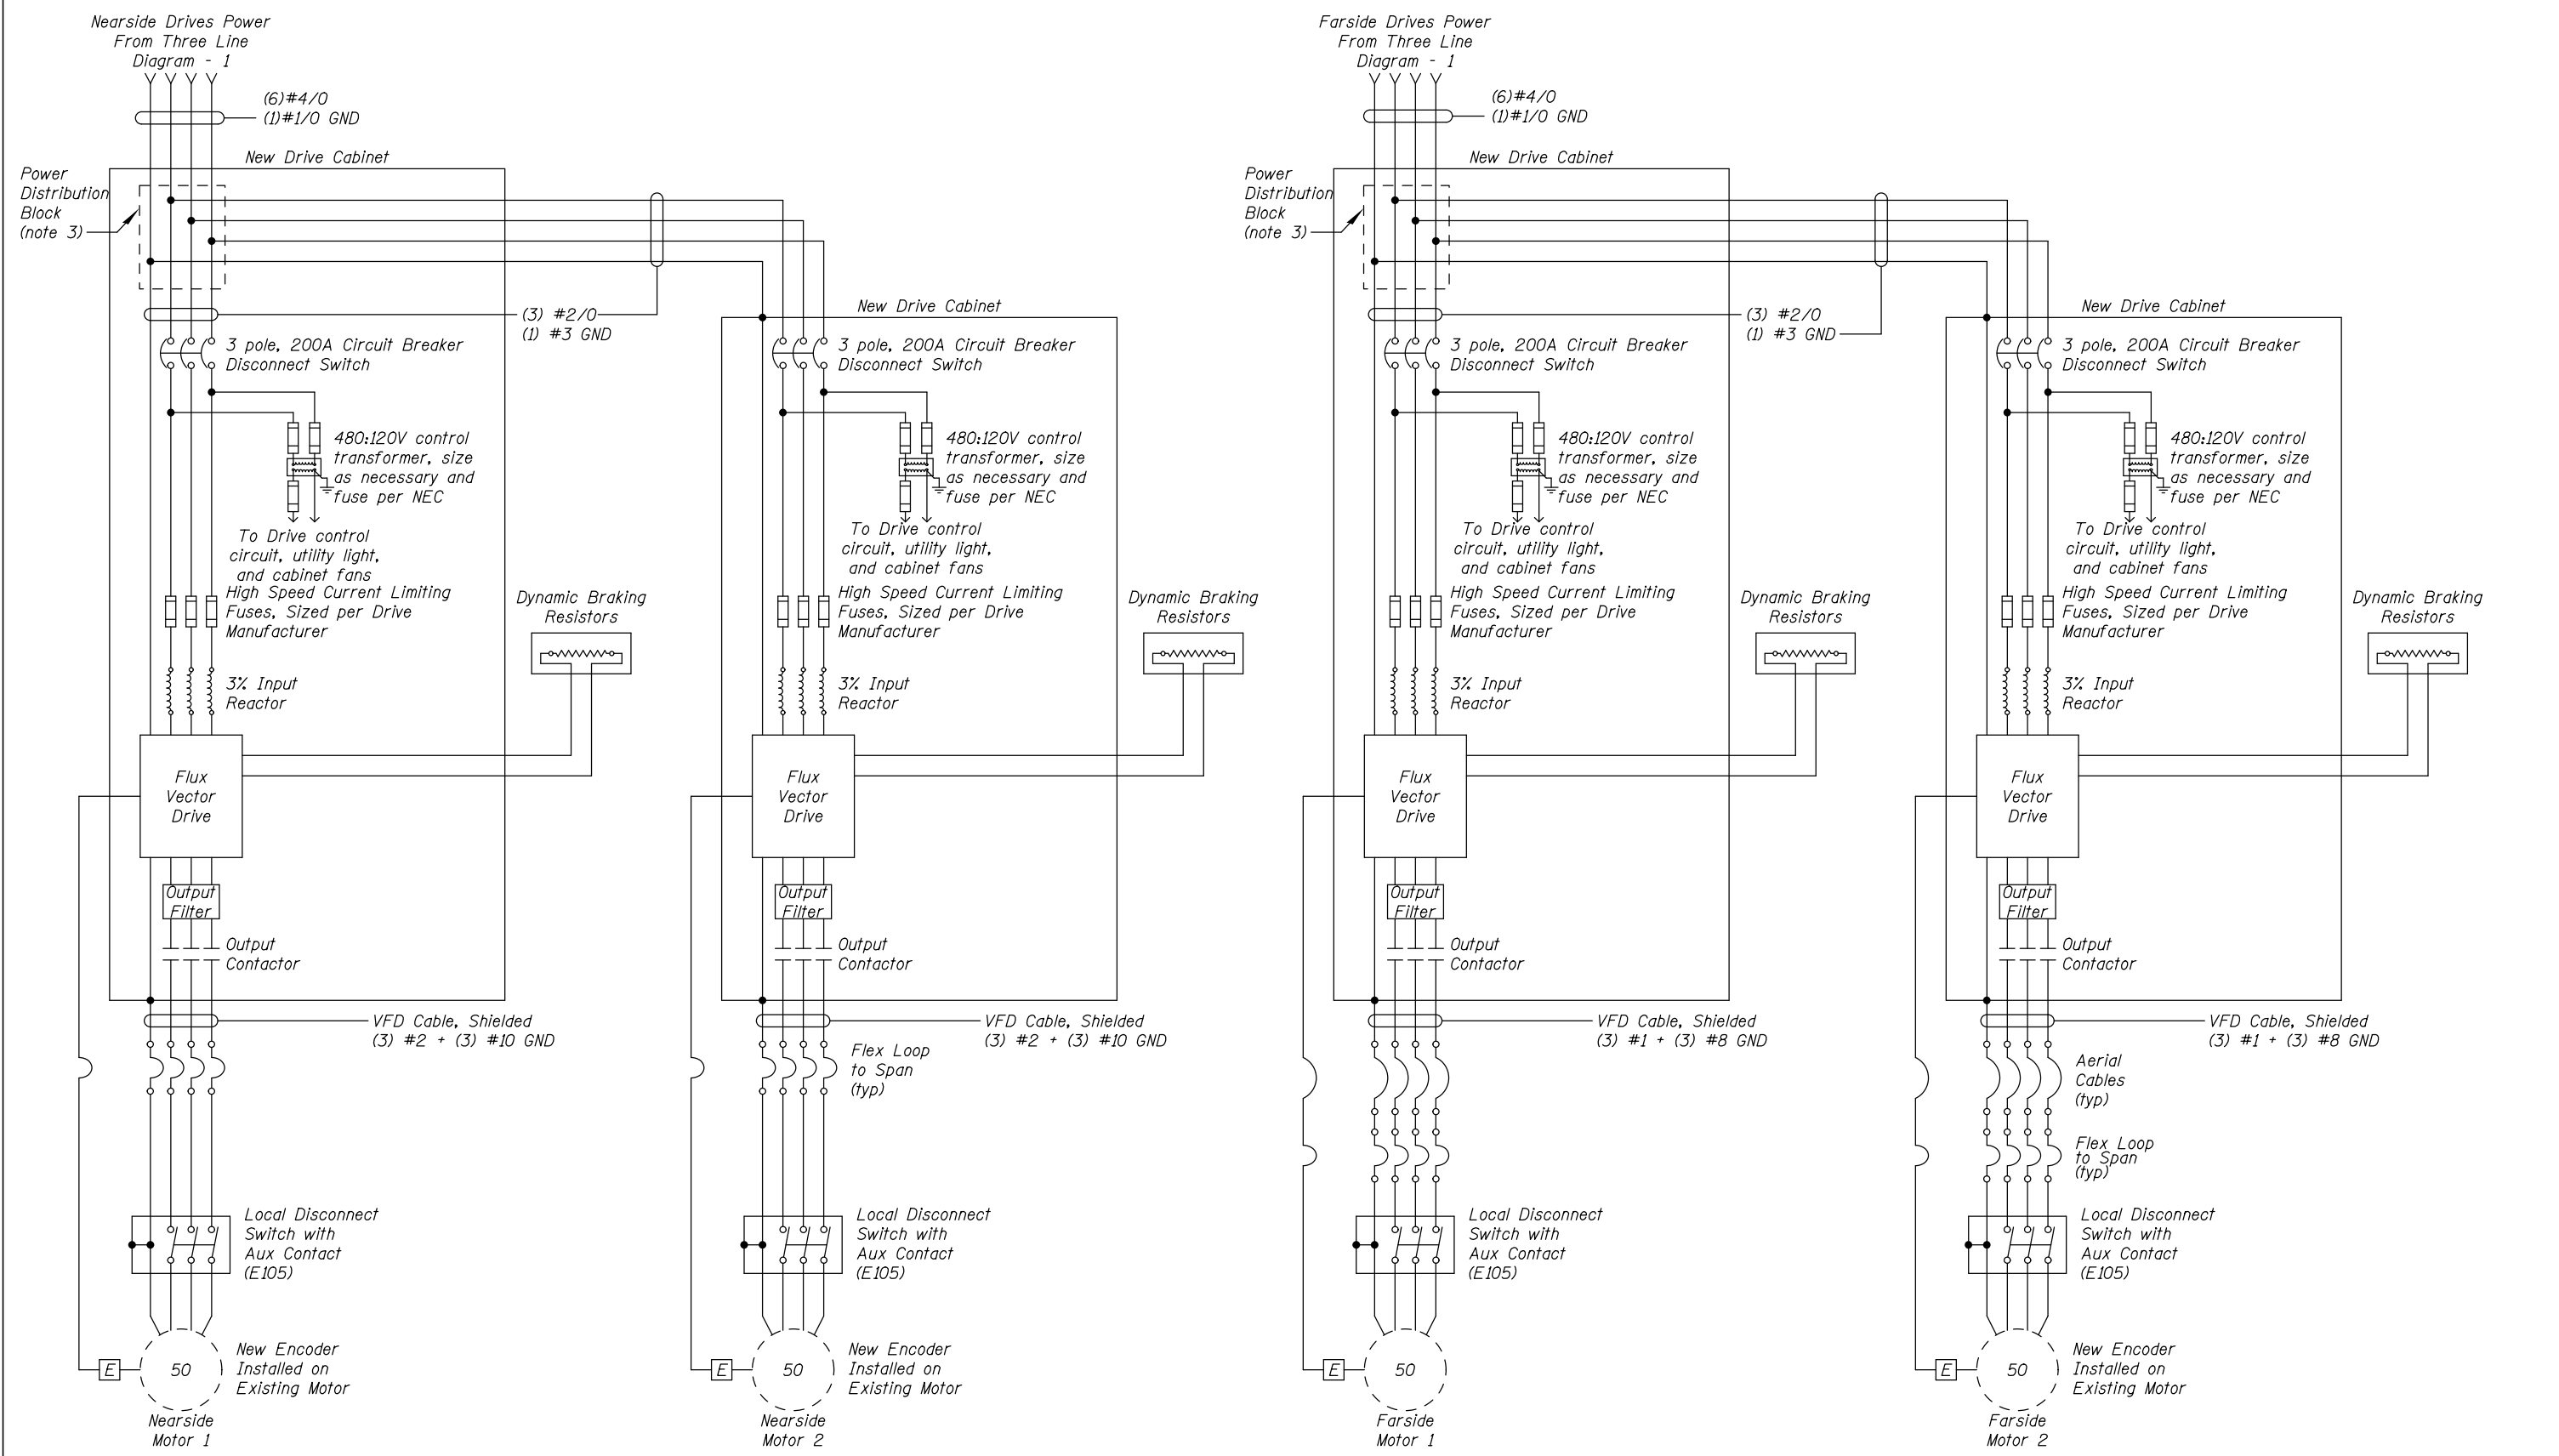 Nearside Drives Power
From Three Line
Diagram - 1
(6)#4/0
(1)#1/0 GND
New Drive Cabinet
Power
Distribution
Block
(note 3)
(3) #2/0
(1) #3 GND
3 pole, 200A Circuit Breaker
Disconnect Switch
480:120V control
transformer, size
as necessary and
fuse per NEC
To Drive control
circuit, utility light,
and cabinet fans
High Speed Current Limiting
Fuses, Sized per Drive
Manufacturer
Dynamic Braking
Resistors
3% Input
Reactor
Flux
Vector
Drive
Output
Filter
Output
Contactor
VFD Cable, Shielded
(3) #2 + (3) #10 GND
Local Disconnect
Switch with
Aux Contact
(E105)
E
50
New Encoder
Installed on
Existing Motor
Nearside
Motor 1
New Drive Cabinet
3 pole, 200A Circuit Breaker
Disconnect Switch
480:120V control
transformer, size
as necessary and
fuse per NEC
To Drive control
circuit, utility light,
and cabinet fans
High Speed Current Limiting
Fuses, Sized per Drive
Manufacturer
Dynamic Braking
Resistors
3% Input
Reactor
Flux
Vector
Drive
Output
Filter
Output
Contactor
VFD Cable, Shielded
(3) #2 + (3) #10 GND
Flex Loop
to Span
(typ)
Local Disconnect
Switch with
Aux Contact
(E105)
E
50
New Encoder
Installed on
Existing Motor
Nearside
Motor 2
Farside Drives Power
From Three Line
Diagram - 1
(6)#4/0
(1)#1/0 GND
New Drive Cabinet
Power
Distribution
Block
(note 3)
(3) #2/0
(1) #3 GND
3 pole, 200A Circuit Breaker
Disconnect Switch
480:120V control
transformer, size
as necessary and
fuse per NEC
To Drive control
circuit, utility light,
and cabinet fans
High Speed Current Limiting
Fuses, Sized per Drive
Manufacturer
Dynamic Braking
Resistors
3% Input
Reactor
Flux
Vector
Drive
Output
Filter
Output
Contactor
VFD Cable, Shielded
(3) #1 + (3) #8 GND
Local Disconnect
Switch with
Aux Contact
(E105)
E
50
New Encoder
Installed on
Existing Motor
Farside
Motor 1
New Drive Cabinet
3 pole, 200A Circuit Breaker
Disconnect Switch
480:120V control
transformer, size
as necessary and
fuse per NEC
To Drive control
circuit, utility light,
and cabinet fans
High Speed Current Limiting
Fuses, Sized per Drive
Manufacturer
Dynamic Braking
Resistors
3% Input
Reactor
Flux
Vector
Drive
Output
Filter
Output
Contactor
VFD Cable, Shielded
(3) #1 + (3) #8 GND
Aerial
Cables
(typ)
Flex Loop
to Span
(typ)
Local Disconnect
Switch with
Aux Contact
(E105)
E
50
New Encoder
Installed on
Existing Motor
Farside
Motor 2